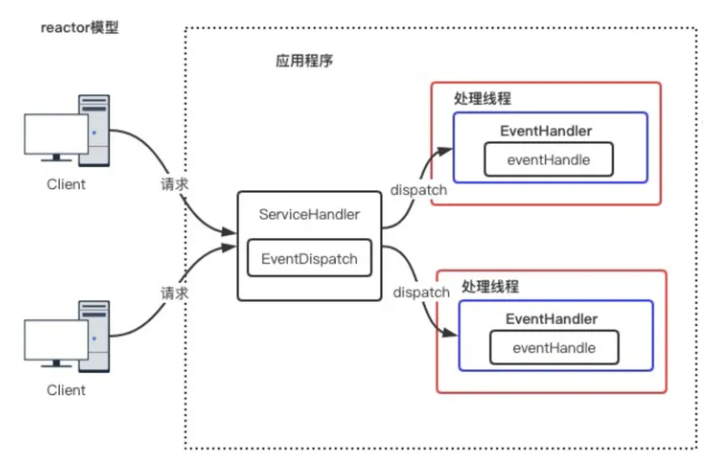 reactor模型
应用程序
Client
请求
Client
请求
ServiceHandler
EventDispatch
dispatch
处理线程
EventHandler
eventHandle
dispatch
处理线程
EventHandler
eventHandle